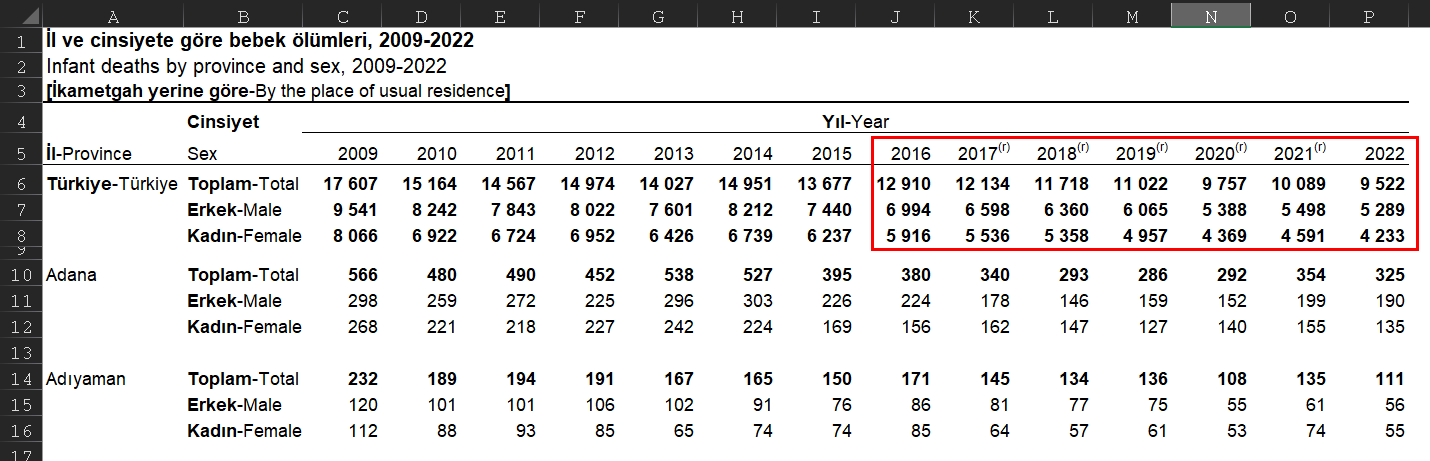 A B C D E F G H I J K L M N O P
1 İl ve cinsiyete göre bebek ölümleri, 2009-2022
2 Infant deaths by province and sex, 2009-2022
3 [İkametgah yerine göre-By the place of usual residence]
4 Cinsiyet Yıl-Year
5 İl-Province Sex 2009 2010 2011 2012 2013 2014 2015 2016 2017(r) 2018(r) 2019(r) 2020(r) 2021(r) 2022
6 Türkiye-Türkiye Toplam-Total 17 607 15 164 14 567 14 974 14 027 14 951 13 677 12 910 12 134 11 718 11 022 9 757 10 089 9 522
7 Erkek-Male 9 541 8 242 7 843 8 022 7 601 8 212 7 440 6 994 6 598 6 360 6 065 5 388 5 498 5 289
8 Kadın-Female 8 066 6 922 6 724 6 952 6 426 6 739 6 237 5 916 5 536 5 358 4 957 4 369 4 591 4 233
9
10 Adana Toplam-Total 566 480 490 452 538 527 395 380 340 293 286 292 354 325
11 Erkek-Male 298 259 272 225 296 303 226 224 178 146 159 152 199 190
12 Kadın-Female 268 221 218 227 242 224 169 156 162 147 127 140 155 135
13
14 Adıyaman Toplam-Total 232 189 194 191 167 165 150 171 145 134 136 108 135 111
15 Erkek-Male 120 101 101 106 102 91 76 86 81 77 75 55 61 56
16 Kadın-Female 112 88 93 85 65 74 74 85 64 57 61 53 74 55
17